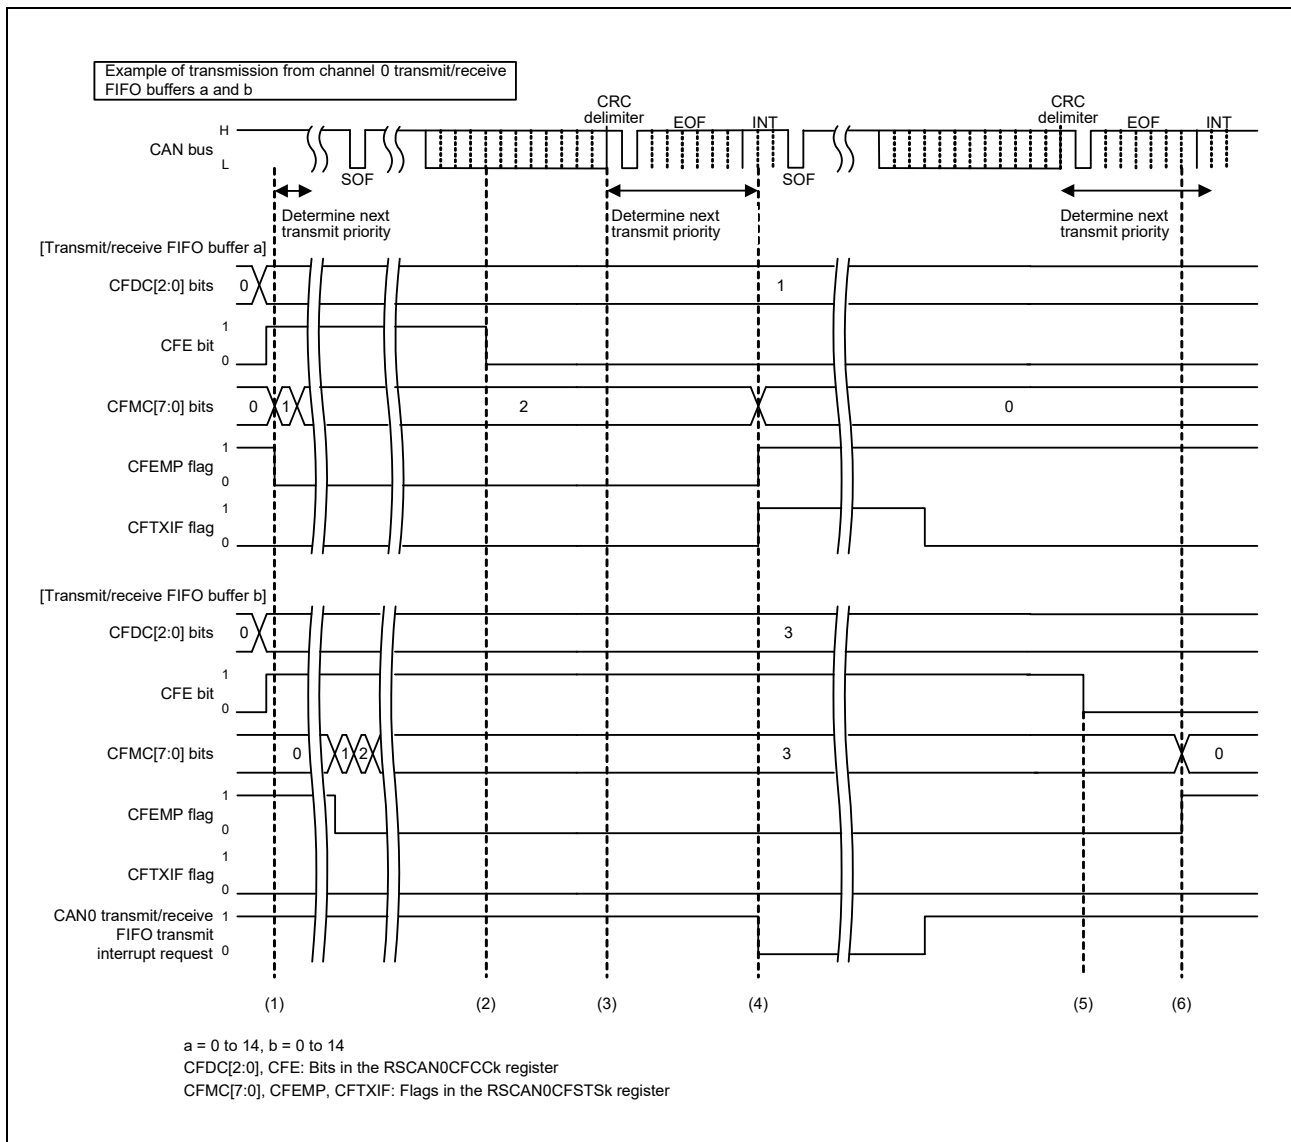 Example of transmission from channel 0 transmit/receive
FIFO buffers a and b
CRC
delimiter
EOF
INT
CRC
delimiter
EOF
INT
H
CAN bus
L
SOF
SOF
Determine next
transmit priority
Determine next
transmit priority
Determine next
transmit priority
[Transmit/receive FIFO buffer a]
CFDC[2:0] bits
0
1
CFE bit
1
0
CFMC[7:0] bits
0
1
2
0
CFEMP flag
1
0
CFTXIF flag
1
0
[Transmit/receive FIFO buffer b]
CFDC[2:0] bits
0
3
CFE bit
1
0
CFMC[7:0] bits
0
1
2
3
0
CFEMP flag
1
0
CFTXIF flag
1
0
CAN0 transmit/receive
FIFO transmit
interrupt request
1
0
(1)
(2)
(3)
(4)
(5)
(6)
a = 0 to 14, b = 0 to 14
CFDC[2:0], CFE: Bits in the RSCAN0CFCCk register
CFMC[7:0], CFEMP, CFTXIF: Flags in the RSCAN0CFSTSk register